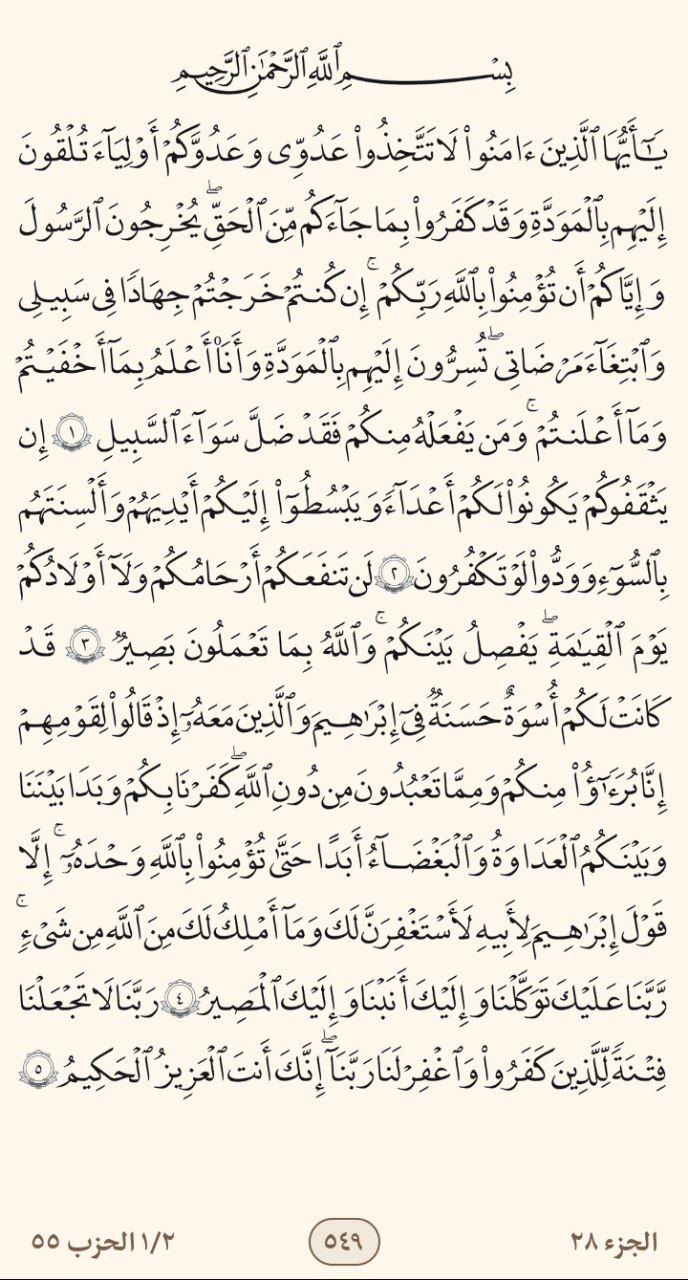 بِسْمِ ٱللَّهِ ٱلرَّحْمَٰنِ ٱلرَّحِيمِ
يَٰٓأَيُّهَا ٱلَّذِينَ ءَامَنُوا۟ لَا تَتَّخِذُوا۟ عَدُوِّى وَعَدُوَّكُمْ أَوْلِيَآءَ تُلْقُونَ
إِلَيْهِم بِٱلْمَوَدَّةِ وَقَدْ كَفَرُوا۟ بِمَا جَآءَكُم مِّنَ ٱلْحَقِّ ۖ يُخْرِجُونَ ٱلرَّسُولَ
وَإِيَّاكُمْ أَن تُؤْمِنُوا۟ بِٱللَّهِ رَبِّكُمْ ۚ إِن كُنتُمْ خَرَجْتُمْ جِهَادًا فِى سَبِيلِى
وَٱبْتِغَآءَ مَرْضَاتِى ۖ تُسِرُّونَ إِلَيْهِم بِٱلْمَوَدَّةِ وَأَنَا۠ أَعْلَمُ بِمَآ أَخْفَيْتُمْ
وَمَآ أَعْلَنتُمْ ۚ وَمَن يَفْعَلْهُ مِنكُمْ فَقَدْ ضَلَّ سَوَآءَ ٱلسَّبِيلِ ١ إِن
يَثْقَفُوكُمْ يَكُونُوا۟ لَكُمْ أَعْدَآءً وَيَبْسُطُوٓا۟ إِلَيْكُمْ أَيْدِيَهُمْ وَأَلْسِنَتَهُم
بِٱلسُّوٓءِ وَوَدُّوا۟ لَوْ تَكْفُرُونَ ٢ لَن تَنفَعَكُمْ أَرْحَامُكُمْ وَلَآ أَوْلَٰدُكُمْ
يَوْمَ ٱلْقِيَٰمَةِ ۖ يَفْصِلُ بَيْنَكُمْ ۚ وَٱللَّهُ بِمَا تَعْمَلُونَ بَصِيرٌ ٣ قَدْ
كَانَتْ لَكُمْ أُسْوَةٌ حَسَنَةٌ فِىٓ إِبْرَٰهِيمَ وَٱلَّذِينَ مَعَهُۥٓ إِذْ قَالُوا۟ لِقَوْمِهِمْ
إِنَّا بُرَءَٰٓؤُا۟ مِنكُمْ وَمِمَّا تَعْبُدُونَ مِن دُونِ ٱللَّهِ ۖ كَفَرْنَا بِكُمْ وَبَدَا بَيْنَنَا
وَبَيْنَكُمُ ٱلْعَدَاوَةُ وَٱلْبَغْضَآءُ أَبَدًا حَتَّىٰ تُؤْمِنُوا۟ بِٱللَّهِ وَحْدَهُۥٓ ۚ إِلَّا
قَوْلَ إِبْرَٰهِيمَ لِأَبِيهِ لَأَسْتَغْفِرَنَّ لَكَ وَمَآ أَمْلِكُ لَكَ مِنَ ٱللَّهِ مِن شَىْءٍ ۚ
رَّبَّنَا عَلَيْكَ تَوَكَّلْنَا وَإِلَيْكَ أَنَبْنَا وَإِلَيْكَ ٱلْمَصِيرُ ٤ رَبَّنَا لَا تَجْعَلْنَا
فِتْنَةً لِّلَّذِينَ كَفَرُوا۟ وَٱغْفِرْ لَنَا رَبَّنَآ ۖ إِنَّكَ أَنتَ ٱلْعَزِيزُ ٱلْحَكِيمُ ٥
الجزء ٢٨ ٥٤٩ ١/٢ الحزب ٥٥